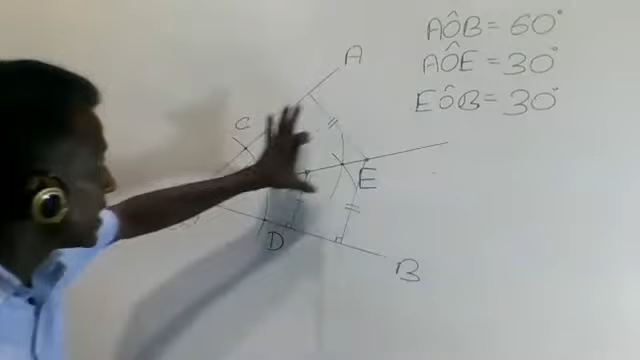 AÔB = 60°
AÔE = 30°
EÔB = 30°
A
C
E
D
B